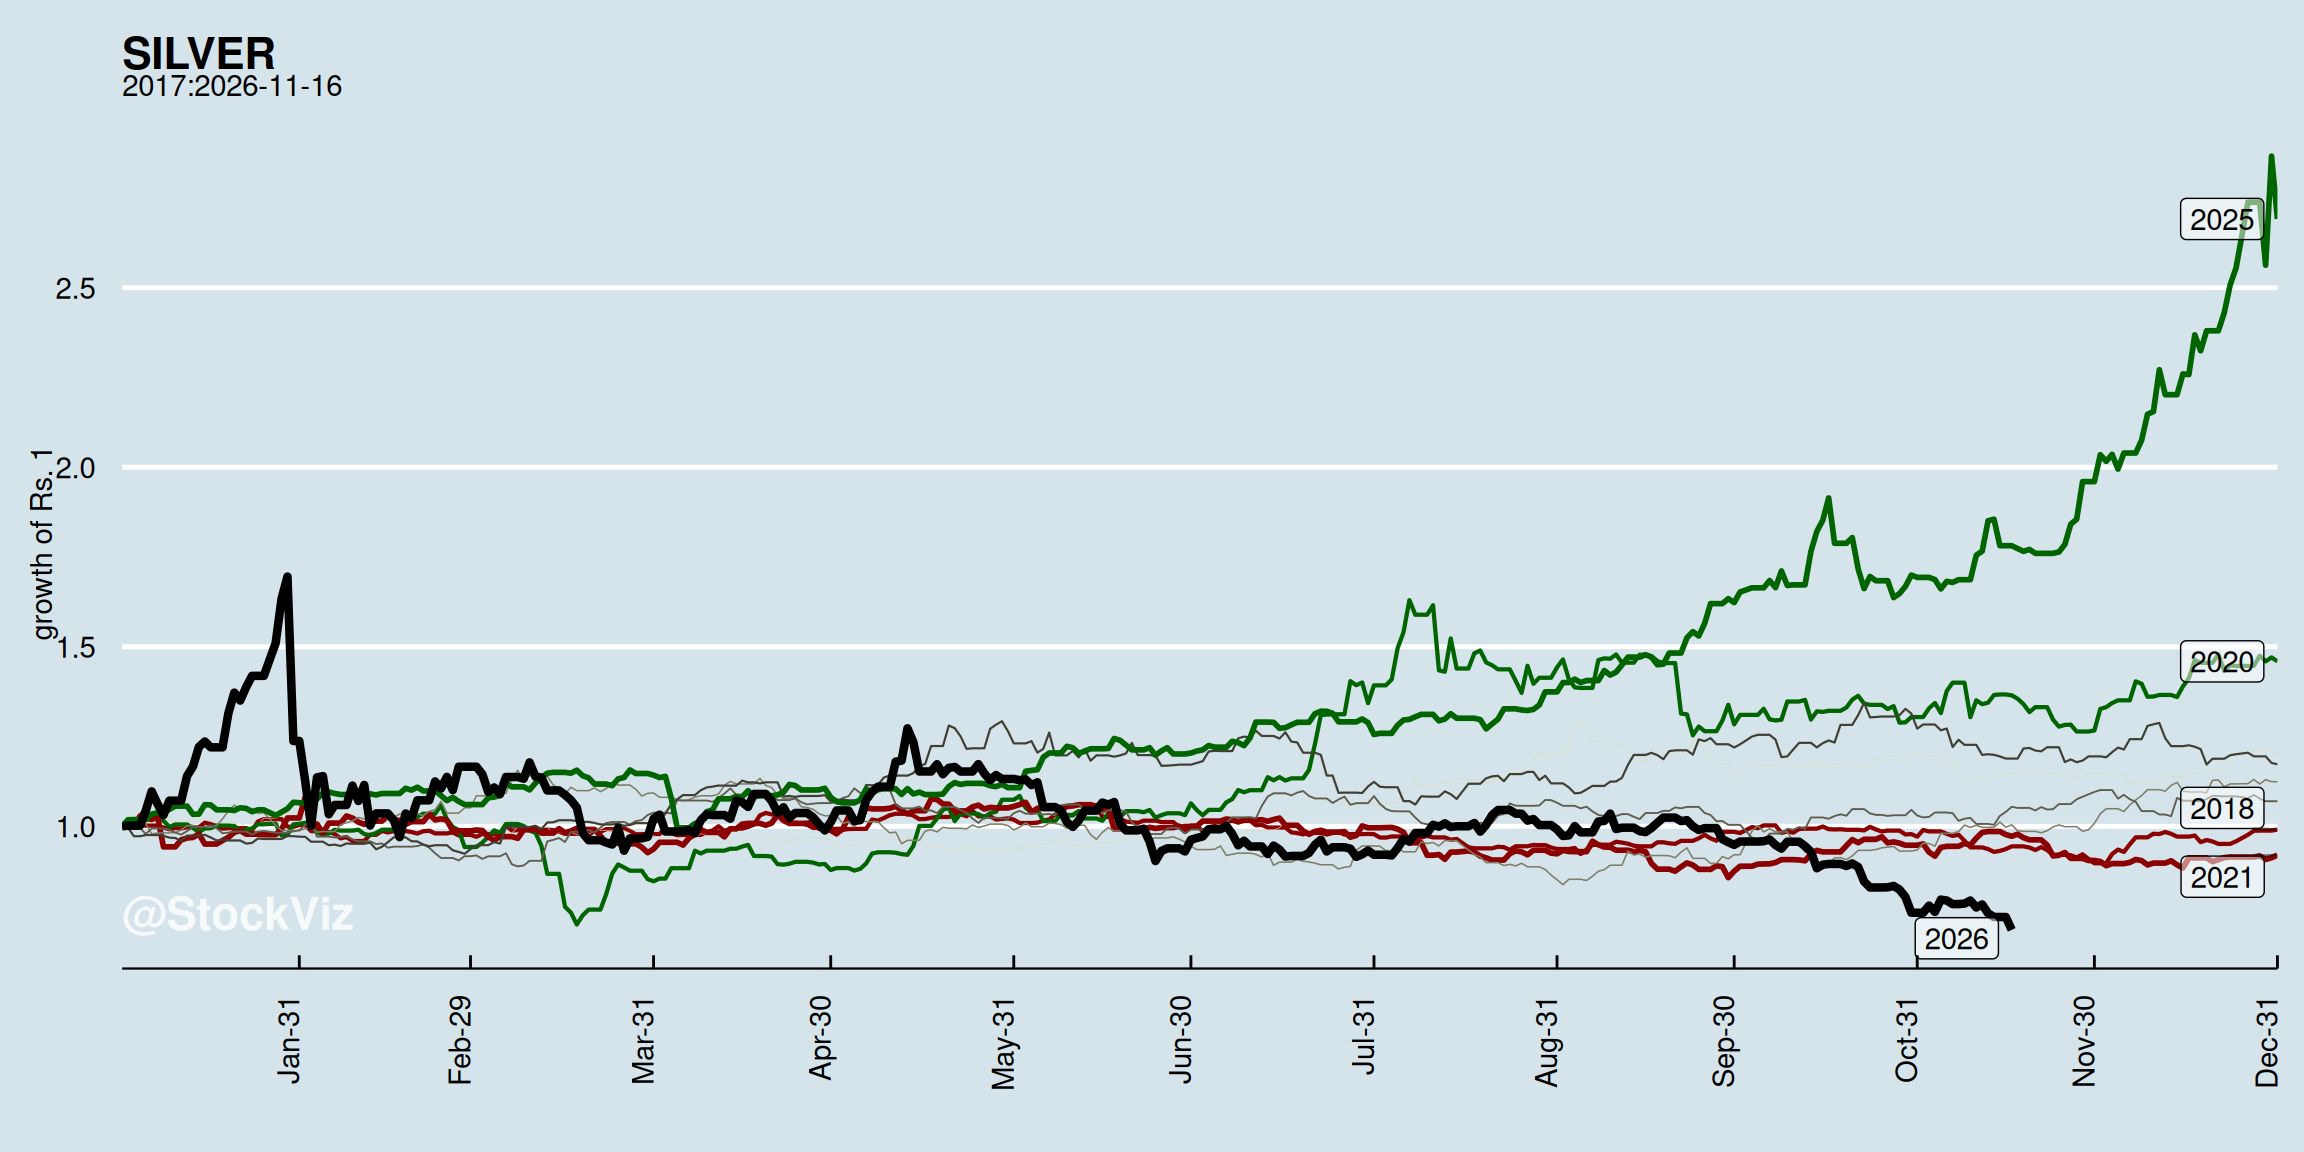 SILVER
2017:2026-11-16
growth of Rs. 1
2.5
2.0
1.5
1.0
2025
2020
2018
2021
2026
@StockViz
Jan-31
Feb-29
Mar-31
Apr-30
May-31
Jun-30
Jul-31
Aug-31
Sep-30
Oct-31
Nov-30
Dec-31